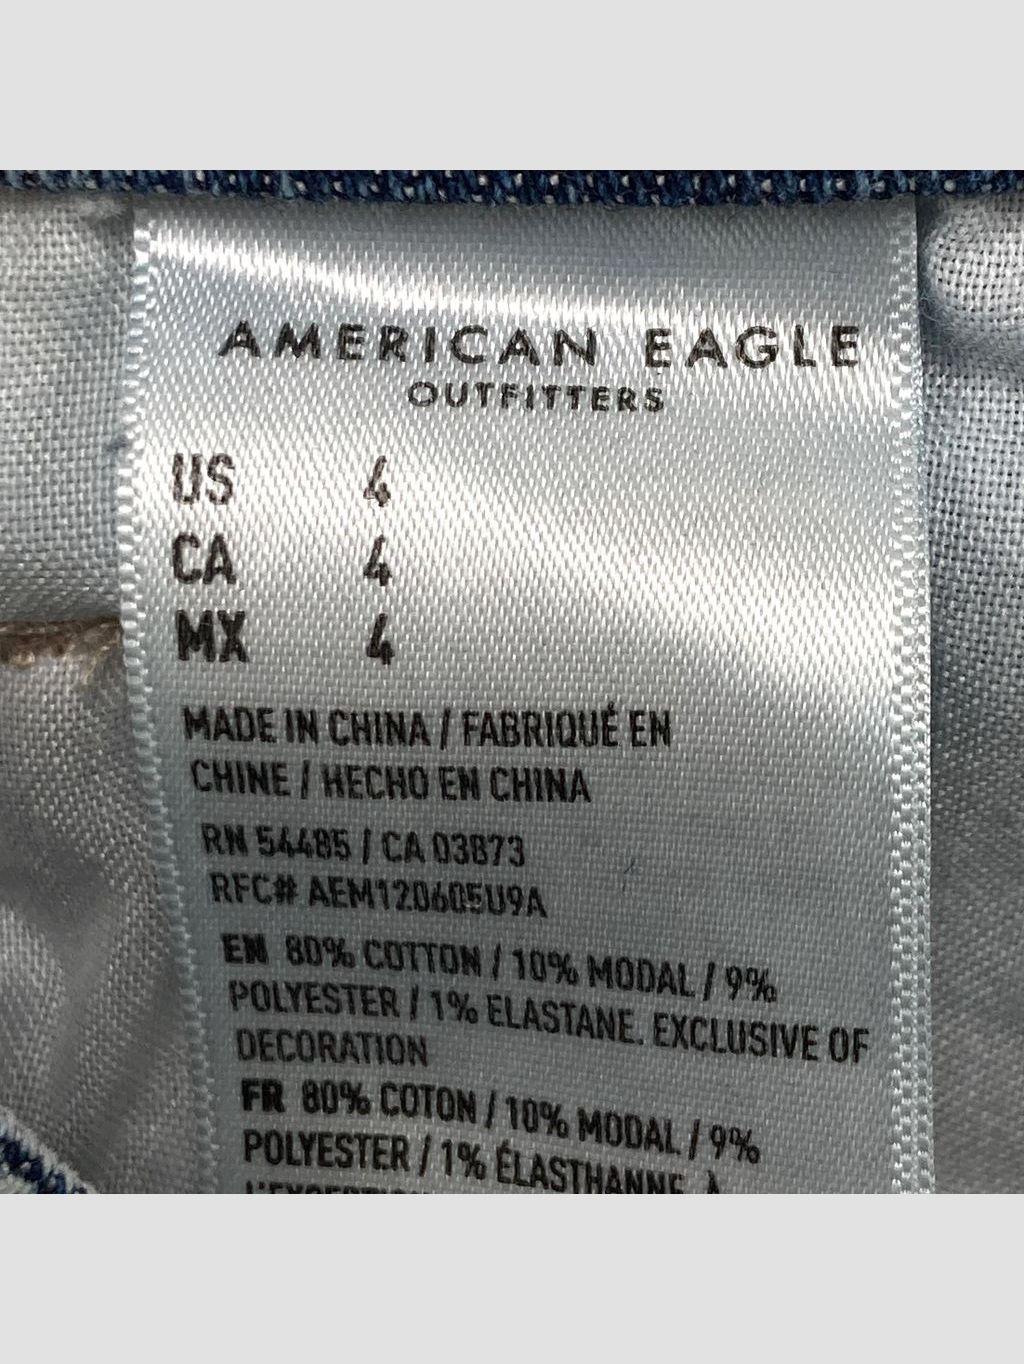 AMERICAN EAGLE
OUTFITTERS
US 4
CA 4
MX 4
MADE IN CHINA / FABRIQUÉ EN
CHINE / HECHO EN CHINA
RN 54485 / CA 03873
RFC# AEM120605U9A
EN 80% COTTON / 10% MODAL / 9%
POLYESTER / 1% ELASTANE. EXCLUSIVE OF
DECORATION
FR 80% COTON / 10% MODAL / 9%
POLYESTER / 1% ÉLASTHANNE. À